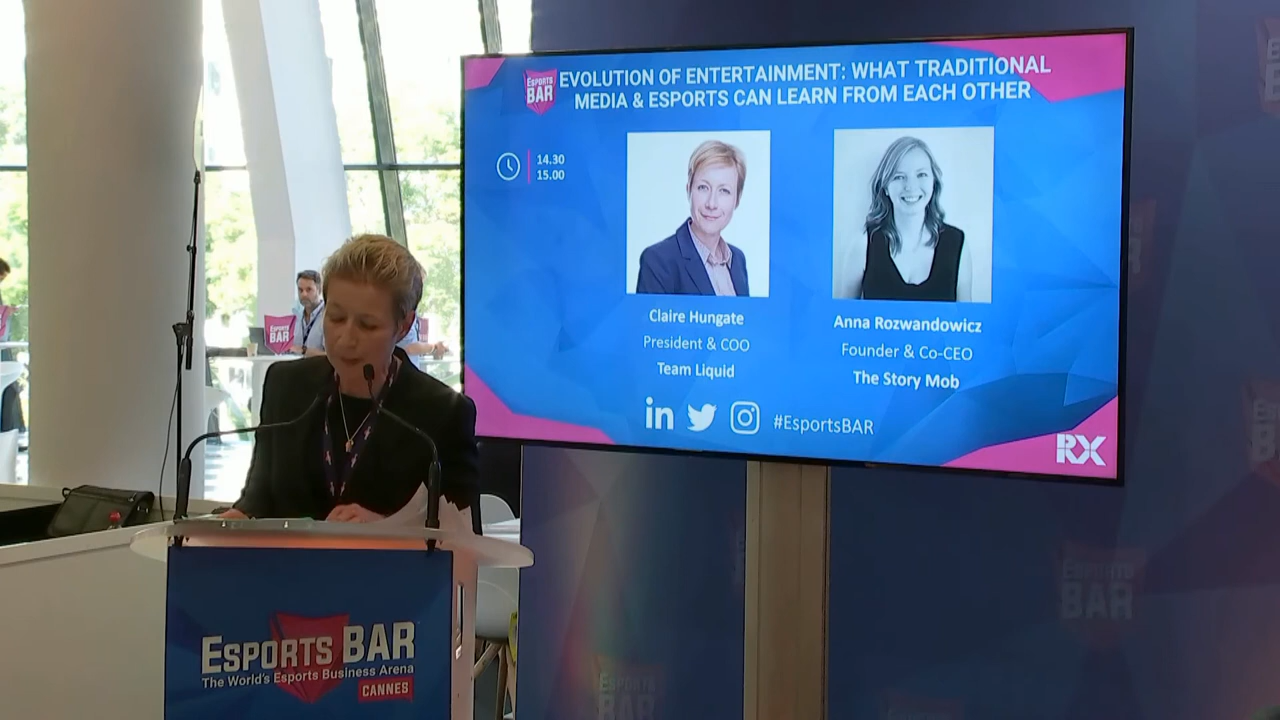 ESPORTS
BAR
EVOLUTION OF ENTERTAINMENT: WHAT TRADITIONAL
MEDIA & ESPORTS CAN LEARN FROM EACH OTHER
14.30
15.00
Claire Hungate
President & COO
Team Liquid
Anna Rozwandowicz
Founder & Co-CEO
The Story Mob
in
#EsportsBAR
RX
ESPORTS
BAR
ESPORTS BAR
The World's Esports Business Arena
CANNES
ESPORTS
BAR
ESPORTS
BAR